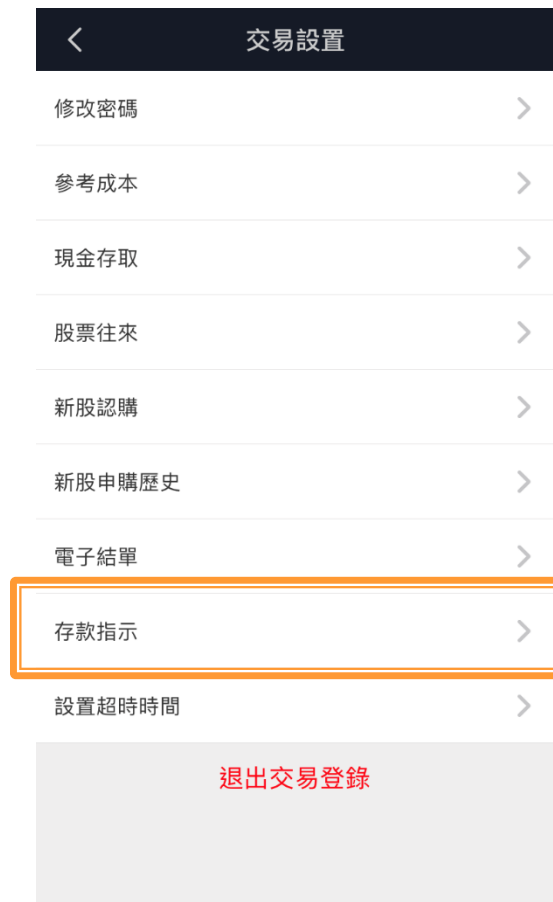 交易設置
修改密碼
參考成本
現金存取
股票往來
新股認購
新股申購歷史
電子結單
存款指示
設置超時時間
退出交易登錄